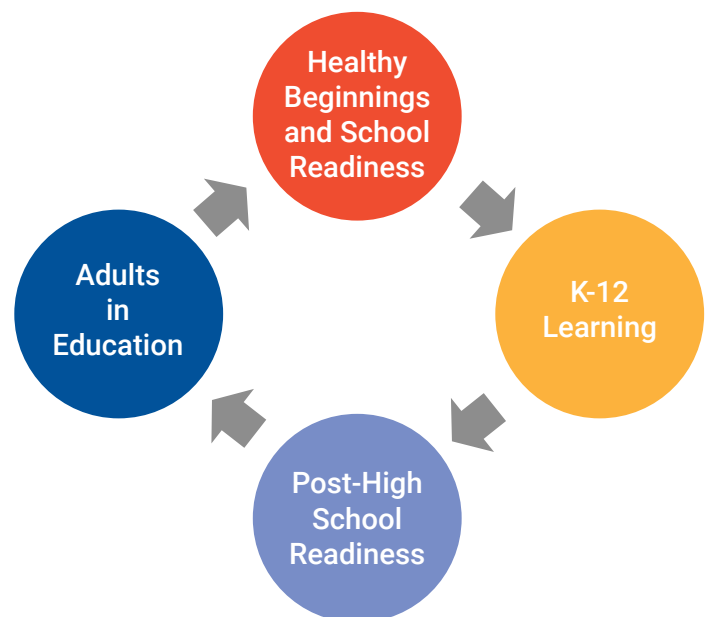 Healthy
Beginnings
and School
Readiness
K-12
Learning
Post-High
School
Readiness
Adults
in
Education